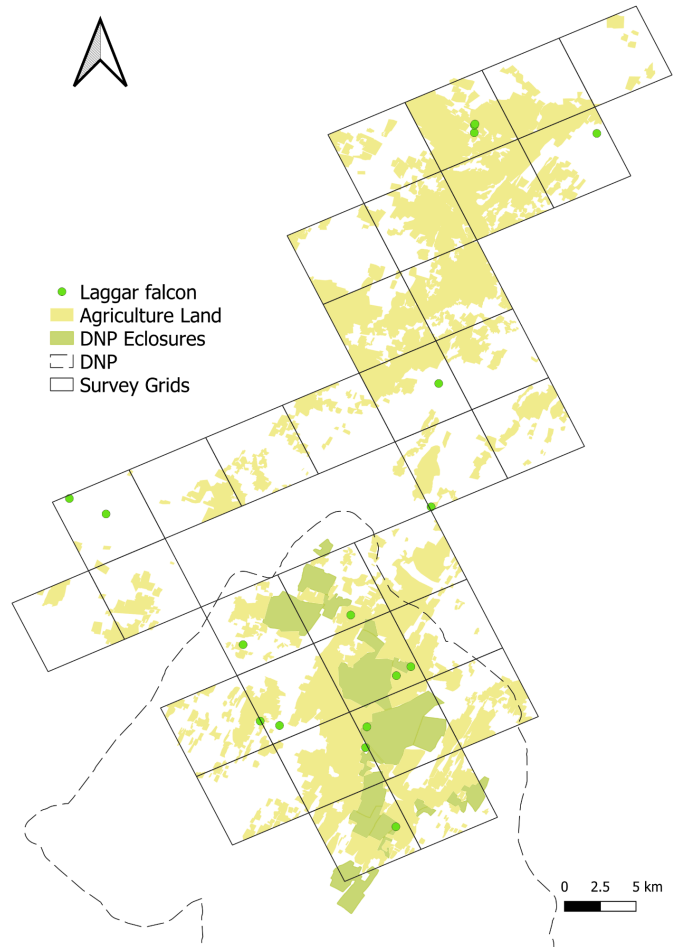 Laggar falcon
Agriculture Land
DNP Eclosures
DNP
Survey Grids
0 2.5 5 km